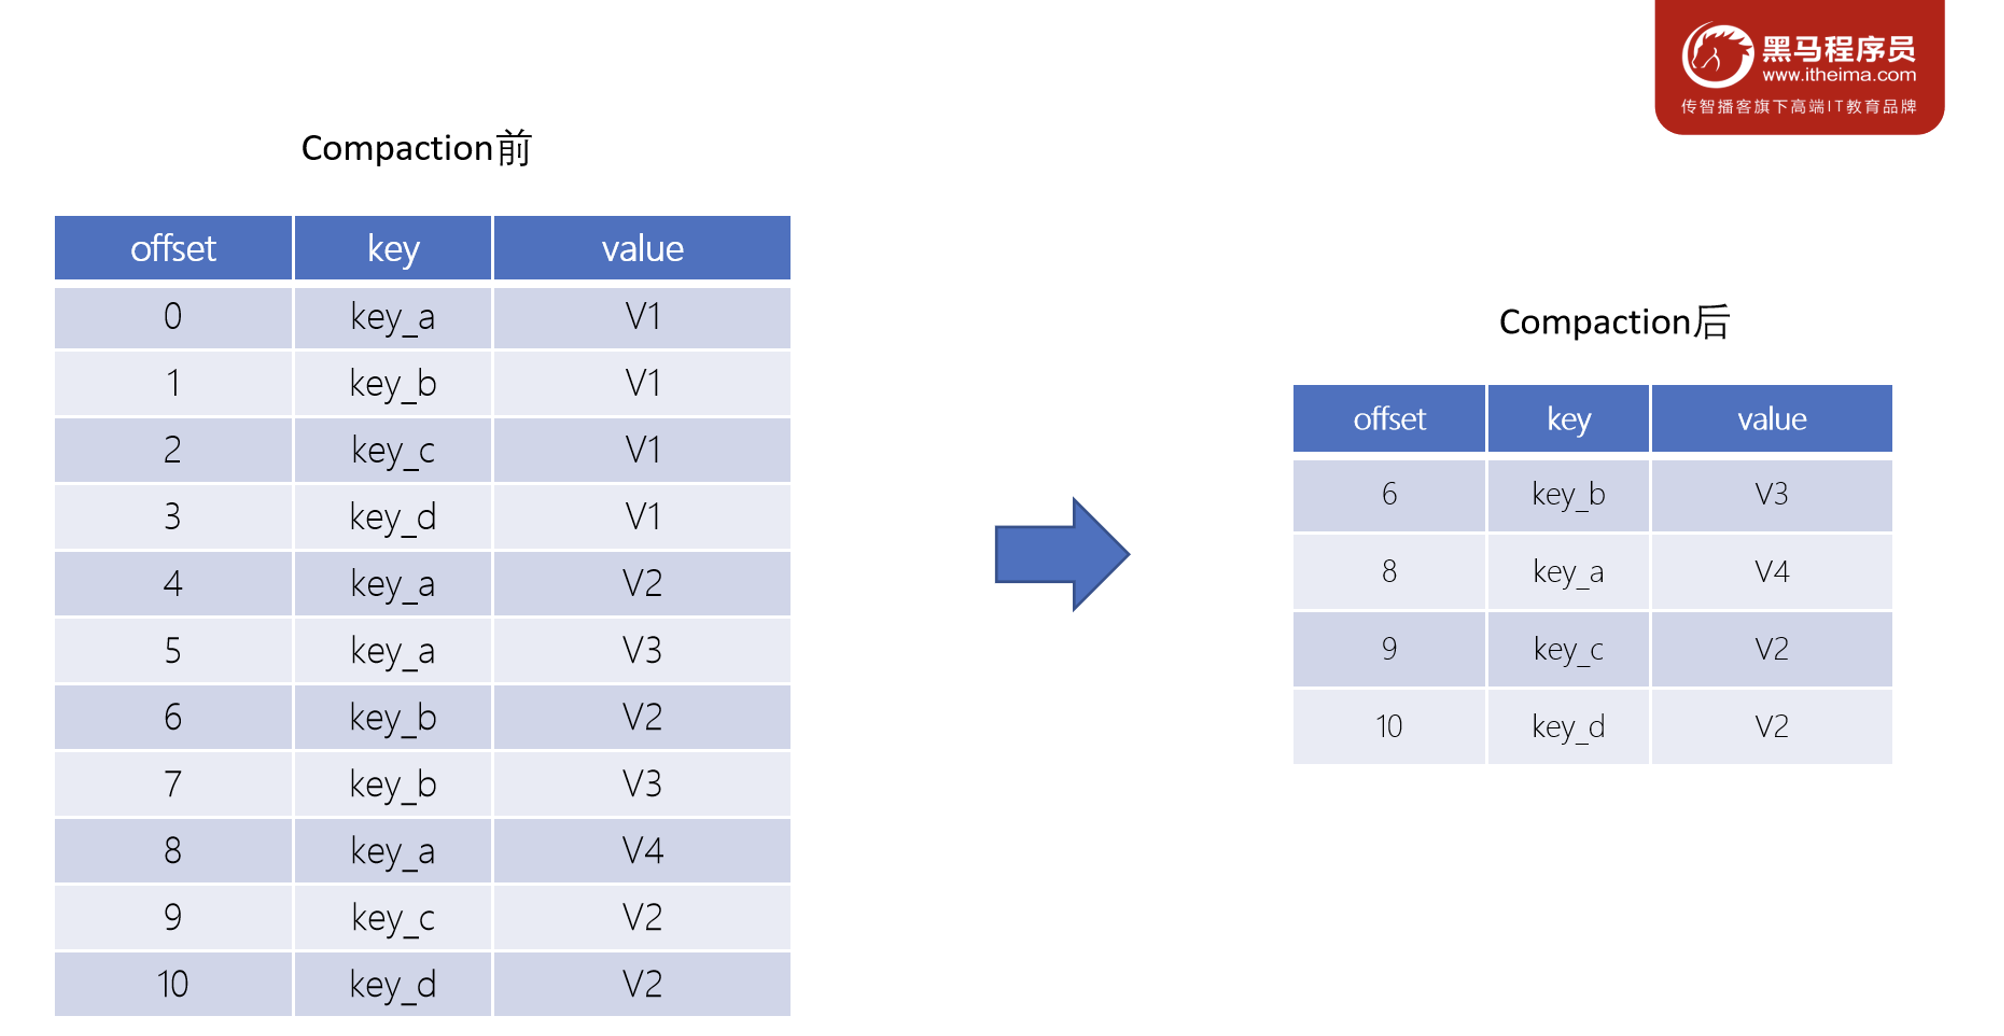 黑马程序员
www.itheima.com
传智播客旗下高端IT教育品牌
Compaction前
offset key value
0 key_a V1
1 key_b V1
2 key_c V1
3 key_d V1
4 key_a V2
5 key_a V3
6 key_b V2
7 key_b V3
8 key_a V4
9 key_c V2
10 key_d V2
Compaction后
offset key value
6 key_b V3
8 key_a V4
9 key_c V2
10 key_d V2